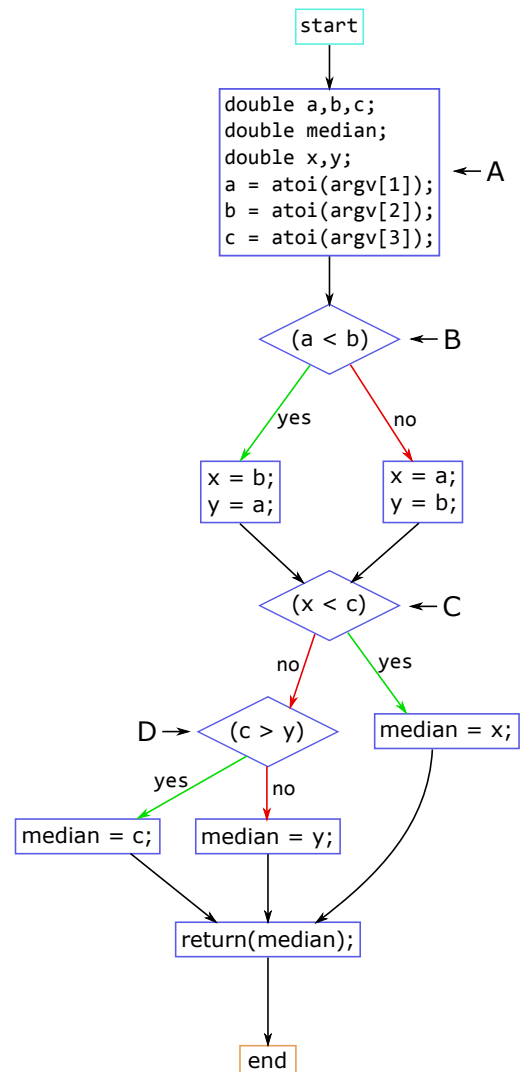 start
double a,b,c;
double median;
double x,y;
a = atoi(argv[1]);
b = atoi(argv[2]);
c = atoi(argv[3]);
A
(a < b)
B
yes
no
x = b;
y = a;
x = a;
y = b;
(x < c)
C
no
yes
D
(c > y)
median = x;
yes
no
median = c;
median = y;
return(median);
end